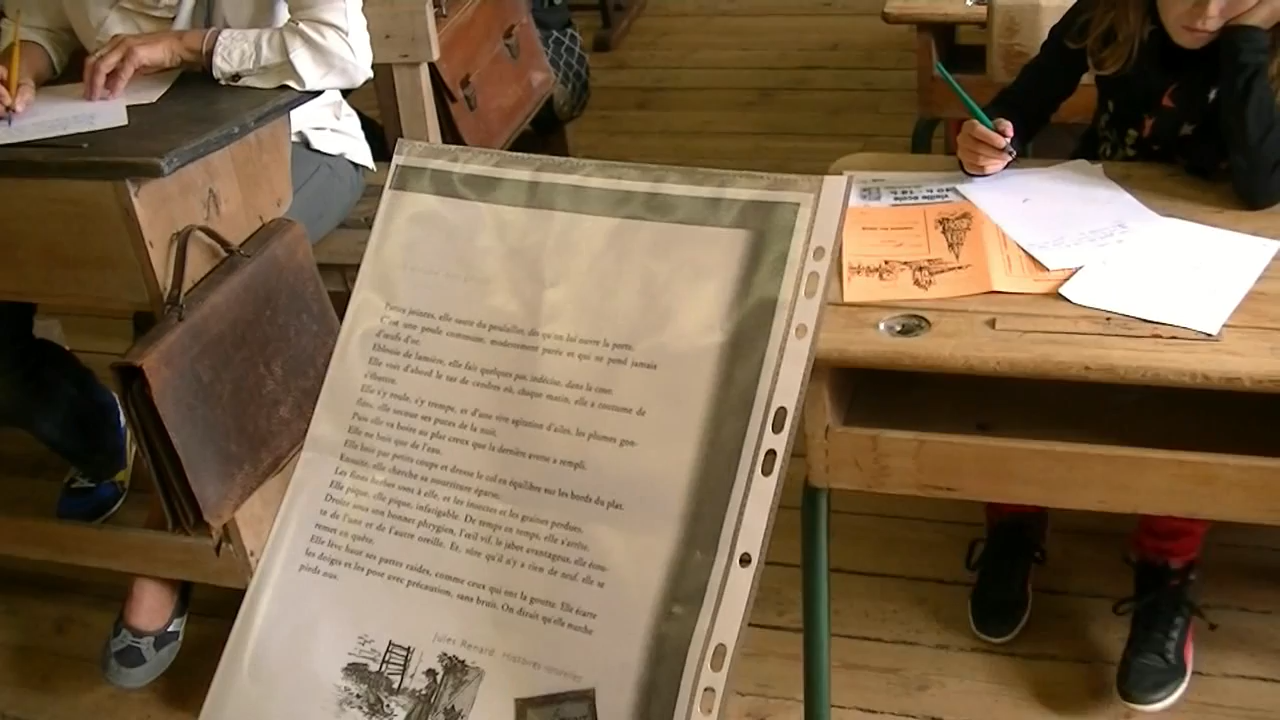 Pattes jointes, elle saute du poulailler, dès qu'on lui ouvre la porte.
C'est une poule commune, modestement parée et qui ne pond jamais
d'œufs d'or.
Éblouie de lumière, elle fait quelques pas, indécise, dans la cour.
Elle voit d'abord le tas de cendres où, chaque matin, elle a coutume de
s'ébattre.
Elle s'y roule, s'y trempe, et, d'une vive agitation d'ailes, les plumes gon-
flées, elle secoue ses puces de la nuit.
Puis elle va boire au plat creux que la dernière averse a rempli.
Elle ne boit que de l'eau.
Elle boit par petits coups et dresse le col, en équilibre sur les bords du plat.
Ensuite, elle cherche sa nourriture éparse.
Les fines herbes sont à elle, et les insectes et les graines perdues.
Elle pique, elle pique, infatigable. De temps en temps, elle s'arrête.
Droite sous son bonnet phrygien, l'œil vif, le jabot avantageux, elle écou-
te de l'une et de l'autre oreille. Et, sûre qu'il n'y a rien de neuf, elle se
remet en quête.
Elle lève haut ses pattes raides, comme ceux qui ont la goutte. Elle écarte
les doigts et les pose avec précaution, sans bruit. On dirait qu'elle marche
pieds nus.
Jules Renard Histoires naturelles
vieille école